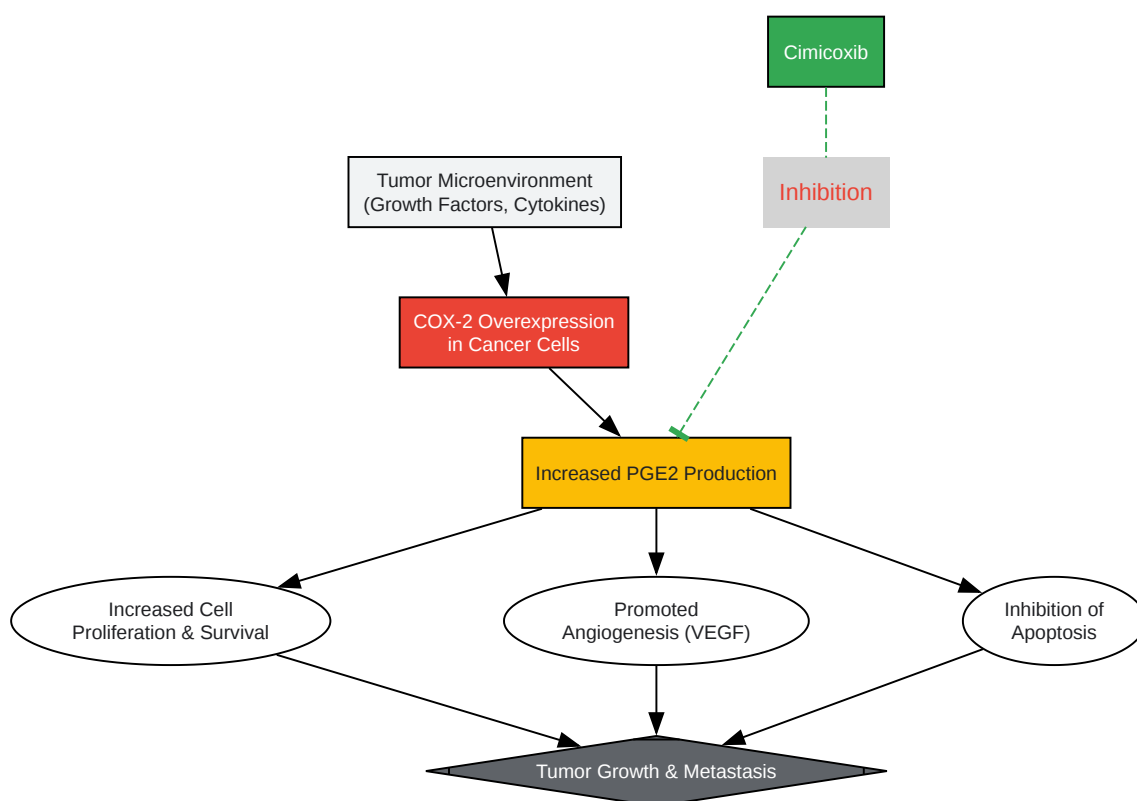 Cimicoxib
Tumor Microenvironment
(Growth Factors, Cytokines)
Inhibition
COX-2 Overexpression
in Cancer Cells
Increased PGE2 Production
Increased Cell
Proliferation & Survival
Promoted
Angiogenesis (VEGF)
Inhibition of
Apoptosis
Tumor Growth & Metastasis